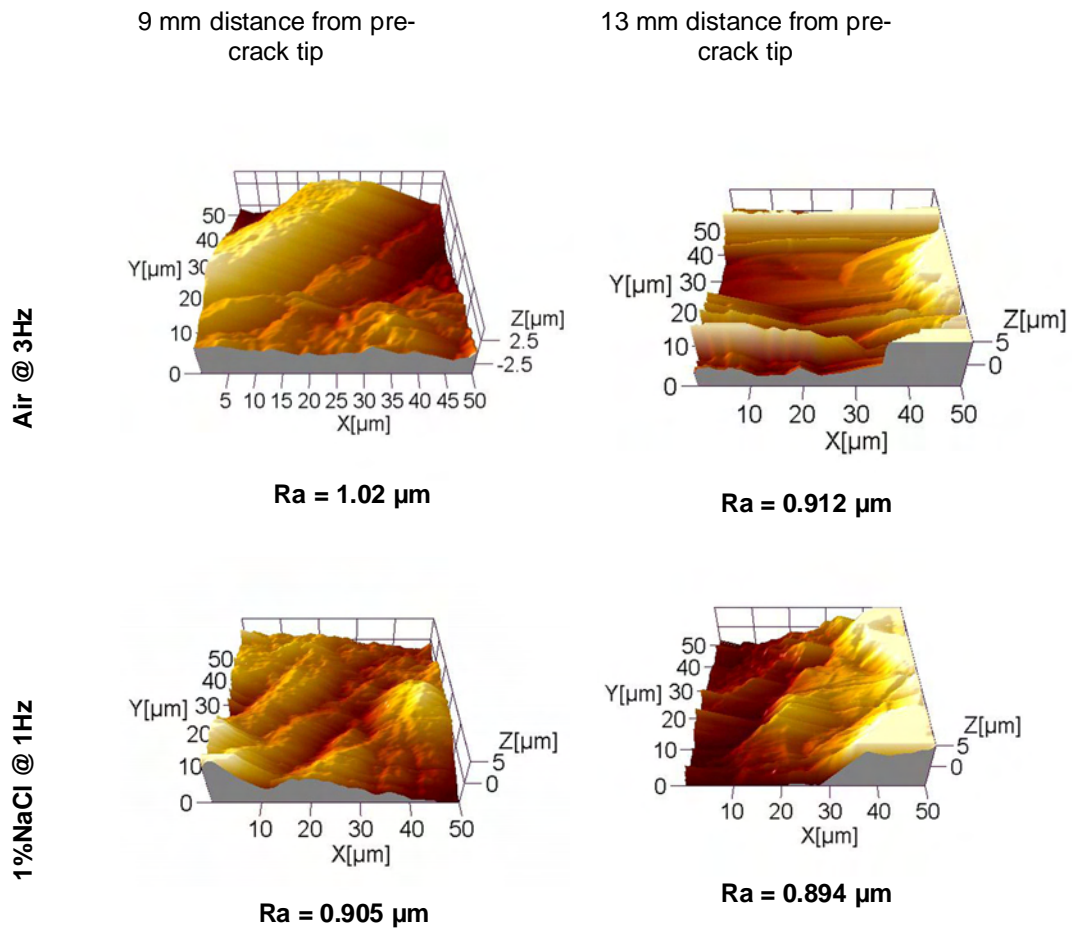 9 mm distance from pre-
crack tip
13 mm distance from pre-
crack tip
Air @ 3Hz
50
40
Y[µm] 30
20
10
0
Z[µm]
2.5
-2.5
5 10 15 20 25 30 35 40 45 50
X[µm]
Ra = 1.02 µm
50
40
Y[µm] 30
20
10
0
Z[µm]
5
0
10 20 30 40 50
X[µm]
Ra = 0.912 µm
1%NaCl @ 1Hz
50
40
Y[µm] 30
20
10
0
Z[µm]
5
0
10 20 30 40 50
X[µm]
Ra = 0.905 µm
50
40
Y[µm] 30
20
10
0
Z[µm]
5
0
10 20 30 40 50
X[µm]
Ra = 0.894 µm